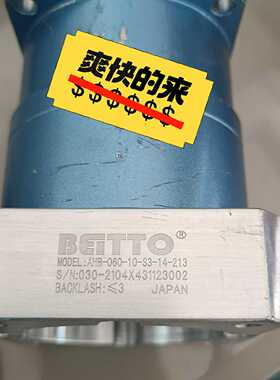 爽快的来
$$$$$$
BEITTO®
MODEL:AHB-060-10-S3-14-213
S/N:030-2104X431123002
BACKLASH:≤3 JAPAN